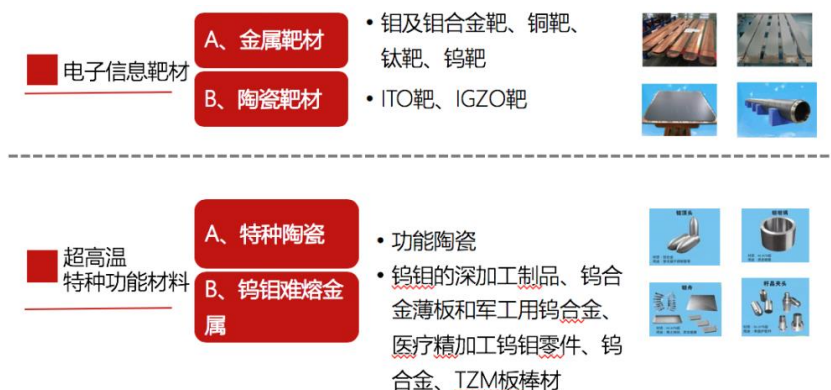 电子信息靶材
A、金属靶材
• 钼及钼合金靶、铜靶、
钛靶、钨靶
B、陶瓷靶材
• ITO靶、IGZO靶
超高温
特种功能材料
A、特种陶瓷
• 功能陶瓷
B、钨钼难熔金
属
• 钨钼的深加工制品、钨合
金薄板和军工用钨合金、
医疗精加工钨钼零件、钨
合金、TZM板棒材
钼顶头